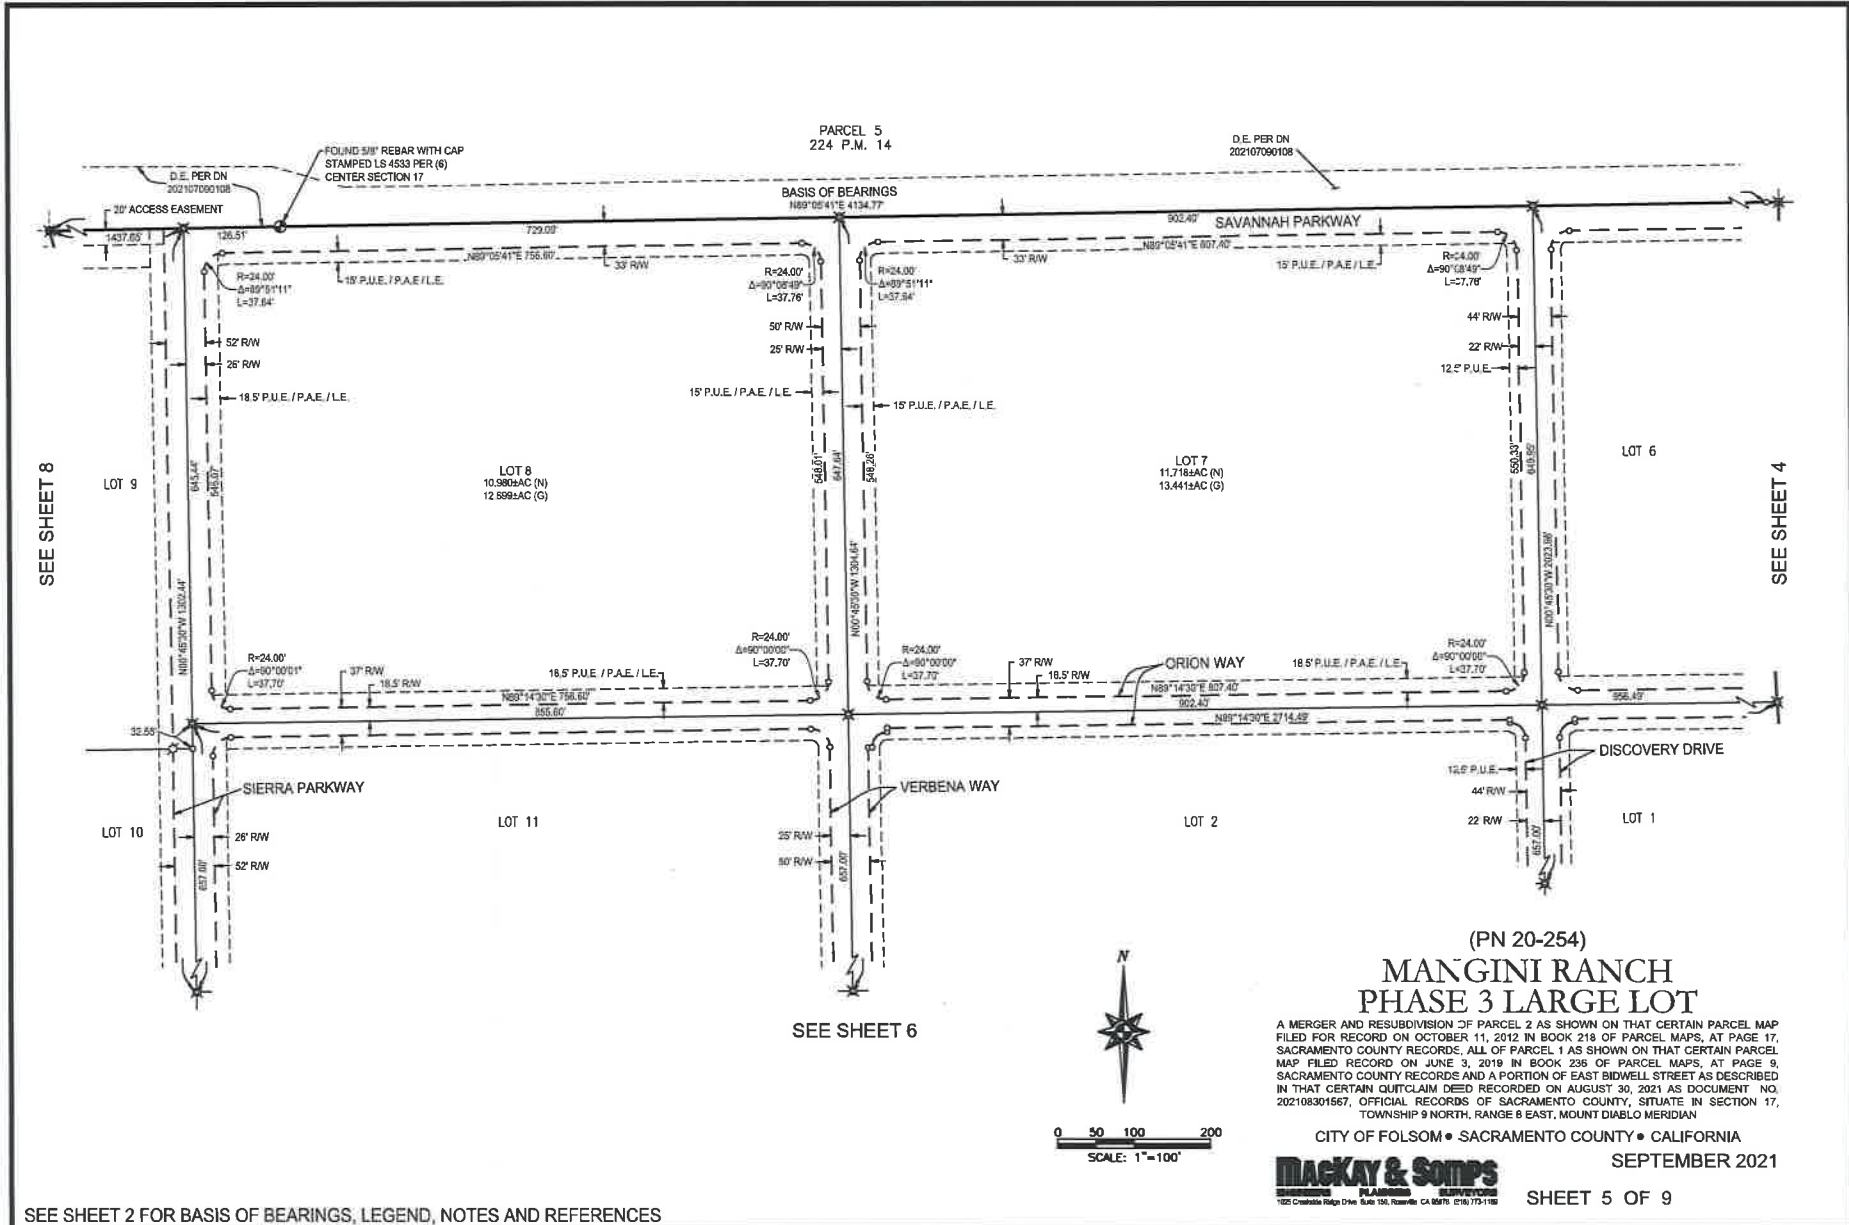 PARCEL 5
224 P.M. 14
D.E. PER DN
202107090108
FOUND 5/8" REBAR WITH CAP
STAMPED LS 4533 PER (6)
CENTER SECTION 17
D.E. PER DN
202107090108
20' ACCESS EASEMENT
BASIS OF BEARINGS
N89°05'41"E 4134.77'
1437.65'
126.51'
729.09'
902.40'
SAVANNAH PARKWAY
N89°05'41"E 756.60'
33' R/W
15' P.U.E. / P.A.E / L.E.
N89°05'41"E 807.40'
33' R/W
15' P.U.E. / P.A.E / L.E.
R=24.00'
Δ=89°51'11"
L=37.64'
R=24.00'
Δ=90°08'49"
L=37.76'
R=24.00'
Δ=89°51'11"
L=37.64'
R=24.00'
Δ=90°08'49"
L=37.76'
52' R/W
26' R/W
18.5' P.U.E. / P.A.E. / L.E.
50' R/W
25' R/W
15' P.U.E. / P.A.E. / L.E.
15' P.U.E. / P.A.E. / L.E.
44' R/W
22' R/W
12.5' P.U.E.
SEE SHEET 8
LOT 9
645.44'
LOT 8
10.980±AC (N)
12.599±AC (G)
548.01'
647.64'
548.26'
LOT 7
11.718±AC (N)
13.441±AC (G)
550.33'
649.85'
LOT 6
SEE SHEET 4
N00°45'30"W 1302.44'
N00°45'30"W 1304.64'
N00°45'30"W 2023.98'
R=24.00'
Δ=90°00'01"
L=37.70'
37' R/W
18.5' R/W
18.5' P.U.E / P.A.E. / L.E.
R=24.00'
Δ=90°00'00"
L=37.70'
R=24.00'
Δ=90°00'00"
L=37.70'
37' R/W
18.5' R/W
ORION WAY
18.5' P.U.E. / P.A.E. / L.E.
R=24.00'
Δ=90°00'00"
L=37.70'
N89°14'30"E 756.60'
855.60'
N89°14'30"E 807.40'
902.40'
N89°14'30"E 2714.49'
956.49'
32.55'
SIERRA PARKWAY
VERBENA WAY
DISCOVERY DRIVE
12.5' P.U.E.
44' R/W
22' R/W
LOT 10
LOT 11
LOT 2
LOT 1
26' R/W
52' R/W
657.00'
25' R/W
50' R/W
657.00'
657.00'
SEE SHEET 6
N
0 50 100 200
SCALE: 1"=100'
(PN 20-254)
MANGINI RANCH
PHASE 3 LARGE LOT
A MERGER AND RESUBDIVISION OF PARCEL 2 AS SHOWN ON THAT CERTAIN PARCEL MAP
FILED FOR RECORD ON OCTOBER 11, 2012 IN BOOK 218 OF PARCEL MAPS, AT PAGE 17,
SACRAMENTO COUNTY RECORDS, ALL OF PARCEL 1 AS SHOWN ON THAT CERTAIN PARCEL
MAP FILED RECORD ON JUNE 3, 2019 IN BOOK 236 OF PARCEL MAPS, AT PAGE 9,
SACRAMENTO COUNTY RECORDS AND A PORTION OF EAST BIDWELL STREET AS DESCRIBED
IN THAT CERTAIN QUITCLAIM DEED RECORDED ON AUGUST 30, 2021 AS DOCUMENT NO.
202108301567, OFFICIAL RECORDS OF SACRAMENTO COUNTY, SITUATE IN SECTION 17,
TOWNSHIP 9 NORTH, RANGE 8 EAST, MOUNT DIABLO MERIDIAN
CITY OF FOLSOM • SACRAMENTO COUNTY • CALIFORNIA
SEPTEMBER 2021
MACKAY & SOMPS
ENGINEERS PLANNERS SURVEYORS
SHEET 5 OF 9
SEE SHEET 2 FOR BASIS OF BEARINGS, LEGEND, NOTES AND REFERENCES